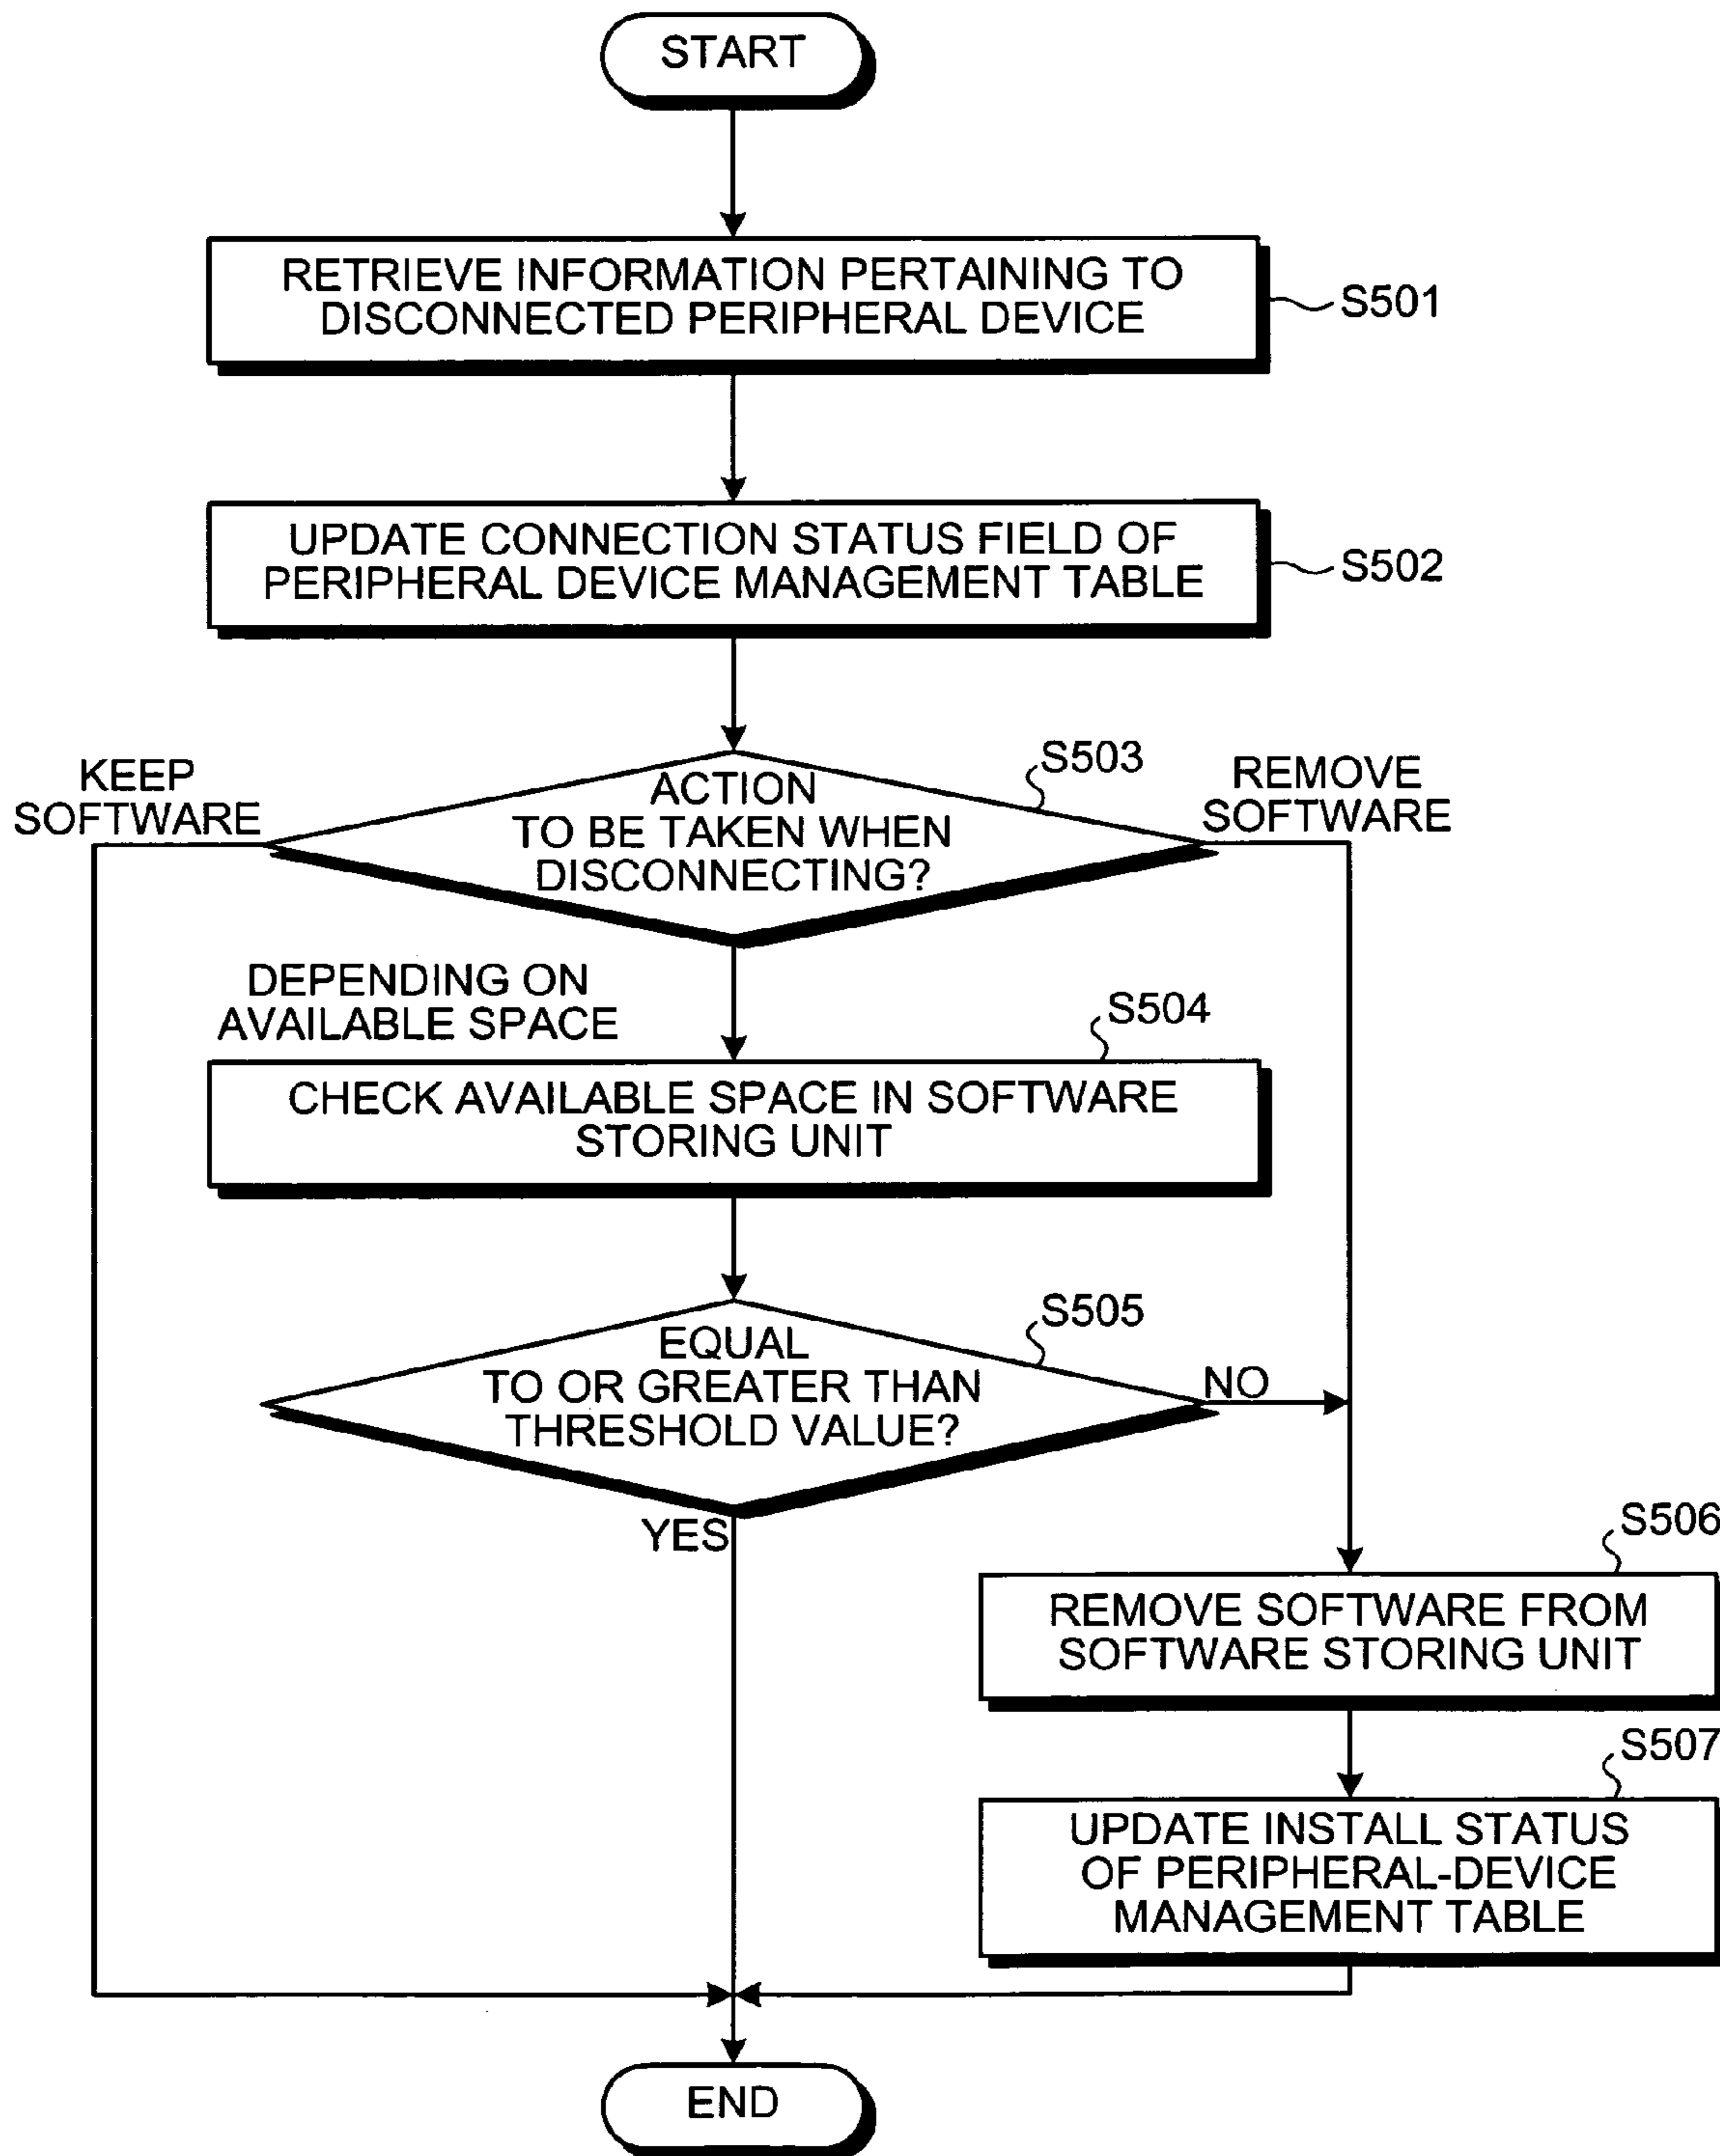 START
RETRIEVE INFORMATION PERTAINING TO
DISCONNECTED PERIPHERAL DEVICE
S501
UPDATE CONNECTION STATUS FIELD OF
PERIPHERAL DEVICE MANAGEMENT TABLE
S502
KEEP
SOFTWARE
S503
ACTION
TO BE TAKEN WHEN
DISCONNECTING?
REMOVE
SOFTWARE
DEPENDING ON
AVAILABLE SPACE
S504
CHECK AVAILABLE SPACE IN SOFTWARE
STORING UNIT
S505
EQUAL
TO OR GREATER THAN
THRESHOLD VALUE?
NO
YES
S506
REMOVE SOFTWARE FROM
SOFTWARE STORING UNIT
S507
UPDATE INSTALL STATUS
OF PERIPHERAL-DEVICE
MANAGEMENT TABLE
END